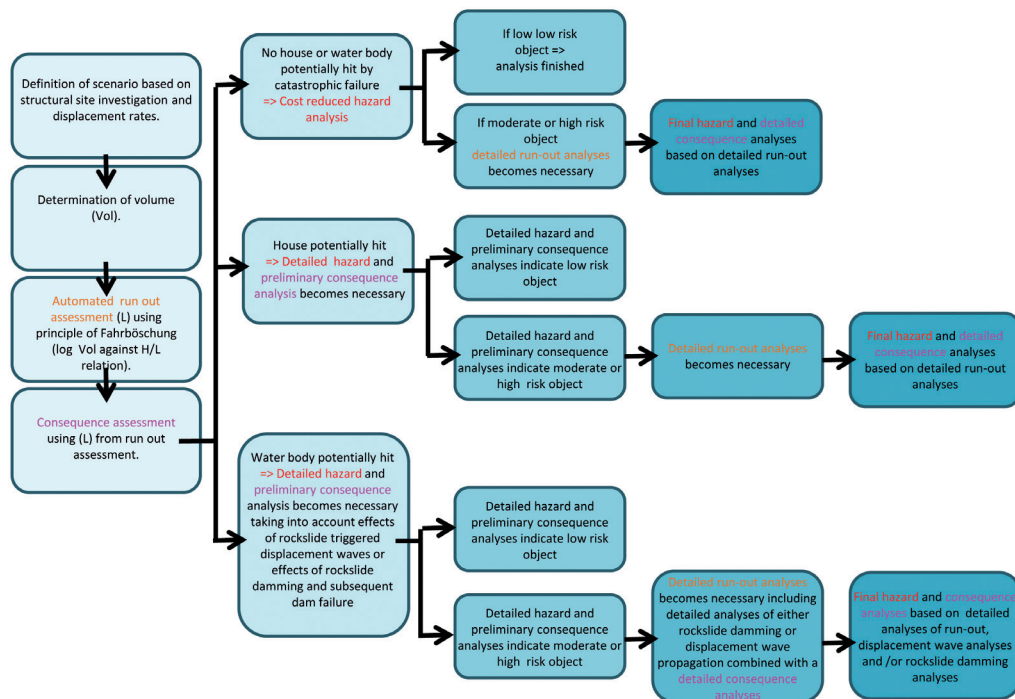 Definition of scenario based on
structural site investigation and
displacement rates.
Determination of volume
(Vol).
Automated run out
assessment (L) using
principle of Fahrböschung
(log Vol against H/L
relation).
Consequence assessment
using (L) from run out
assessment.
No house or water body
potentially hit by
catastrophic failure
=> Cost reduced hazard
analysis
If low low risk
object =>
analysis finished
If moderate or high risk
object
detailed run-out analyses
becomes necessary
Final hazard and detailed
consequence analyses
based on detailed run-out
analyses
House potentially hit
=> Detailed hazard and
preliminary consequence
analysis becomes necessary
Detailed hazard and
preliminary consequence
analyses indicate low risk
object
Detailed hazard and
preliminary consequence
analyses indicate moderate or
high risk object
Detailed run-out analyses
becomes necessary
Final hazard and detailed
consequence analyses
based on detailed run-out
analyses
Water body potentially hit
=> Detailed hazard and
preliminary consequence
analysis becomes necessary
taking into account effects
of rockslide triggered
displacement waves or
effects of rockslide
damming and subsequent
dam failure
Detailed hazard and
preliminary consequence
analyses indicate low risk
object
Detailed hazard and
preliminary consequence
analyses indicate moderate or
high risk object
Detailed run-out analyses
becomes necessary including
detailed analyses of either
rockslide damming or
displacement wave
propagation combined with a
detailed consequence analyses
Final hazard and consequence
analyses based on detailed
analyses of run-out,
displacement wave analyses
and /or rockslide damming
analyses